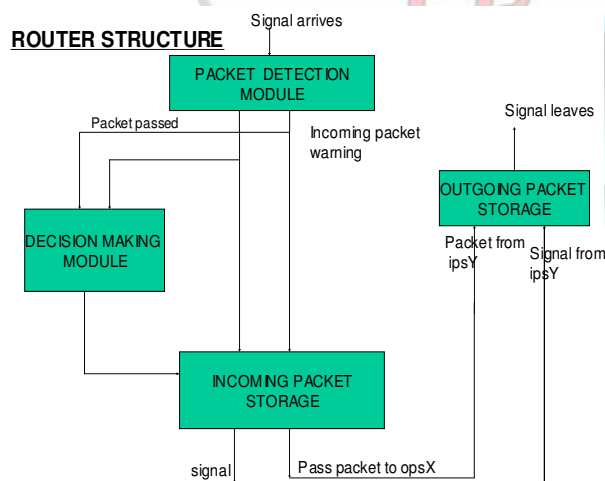 Signal arrives
ROUTER STRUCTURE
PACKET DETECTION
MODULE
Packet passed
Incoming packet
warning
Signal leaves
OUTGOING PACKET
STORAGE
DECISION MAKING
MODULE
Packet from
ipsY
Signal from
ipsY
INCOMING PACKET
STORAGE
signal
Pass packet to opsX